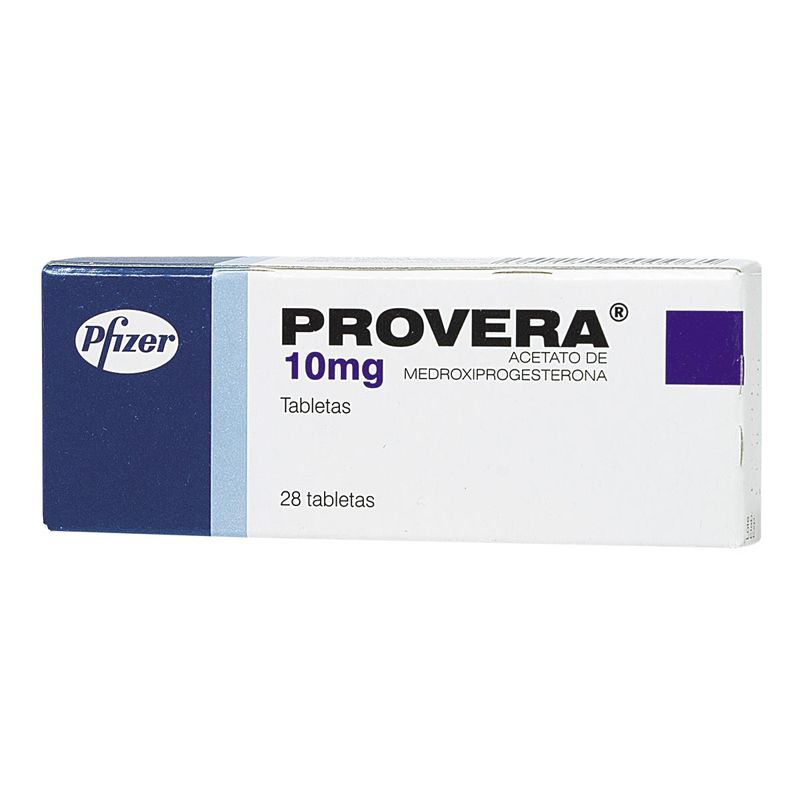 Pfizer
PROVERA®
10mg
ACETATO DE
MEDROXIPROGESTERONA
Tabletas
28 tabletas